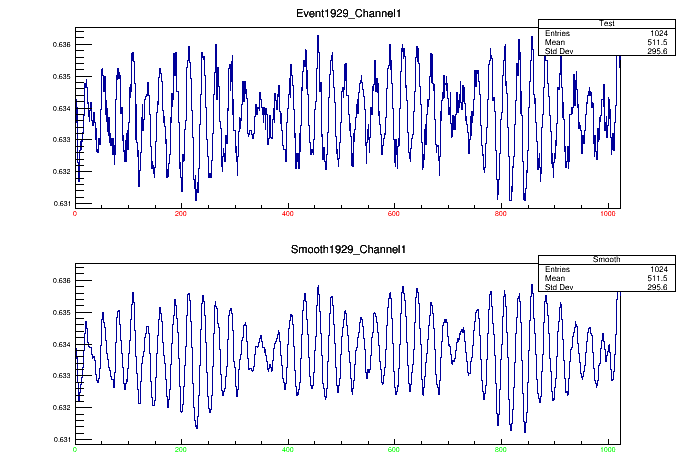 Event1929_Channel1
Test
Entries 1024
Mean 511.5
Std Dev 295.6
0.636
0.635
0.634
0.633
0.632
0.631
0 200 400 600 800 1000
Smooth1929_Channel1
Smooth
Entries 1024
Mean 511.5
Std Dev 295.6
0.636
0.635
0.634
0.633
0.632
0.631
0 200 400 600 800 1000